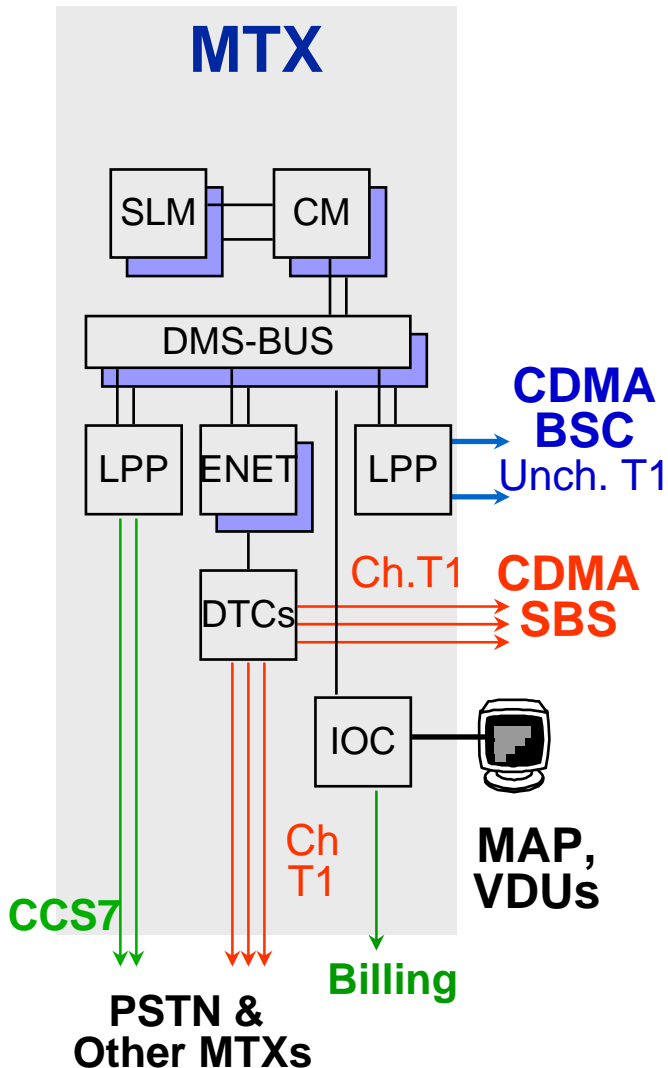 MTX
SLM
CM
DMS-BUS
LPP
ENET
LPP
CDMA
BSC
Unch. T1
Ch.T1
CDMA
SBS
DTCs
IOC
MAP,
VDUs
Ch
T1
CCS7
Billing
PSTN &
Other MTXs